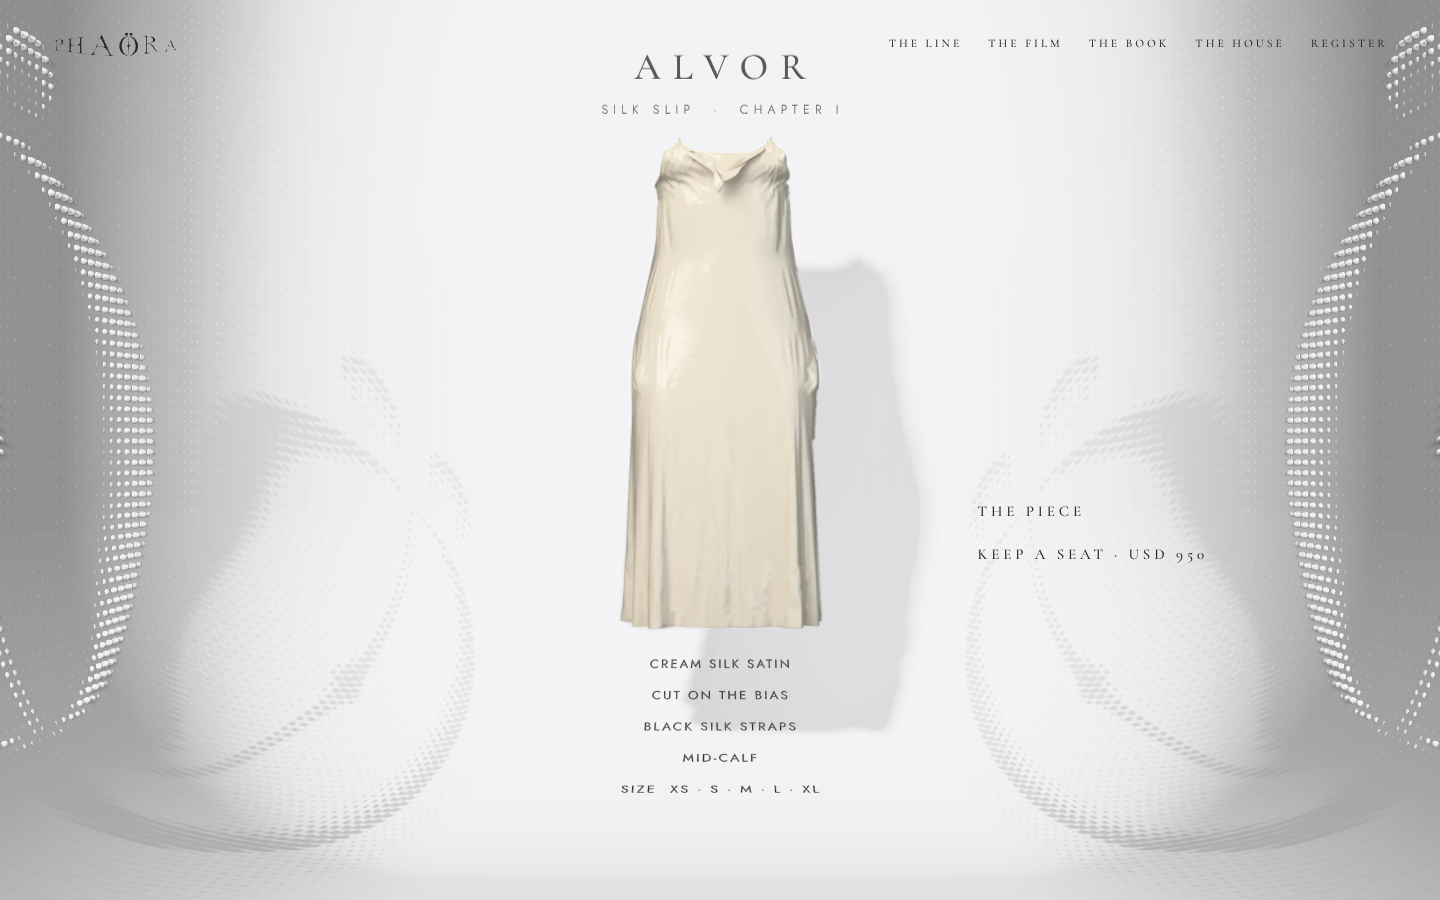 PHAÖRA
THE LINE THE FILM THE BOOK THE HOUSE REGISTER
ALVOR
SILK SLIP · CHAPTER I
THE PIECE
KEEP A SEAT · USD 950
CREAM SILK SATIN
CUT ON THE BIAS
BLACK SILK STRAPS
MID-CALF
SIZE XS · S · M · L · XL